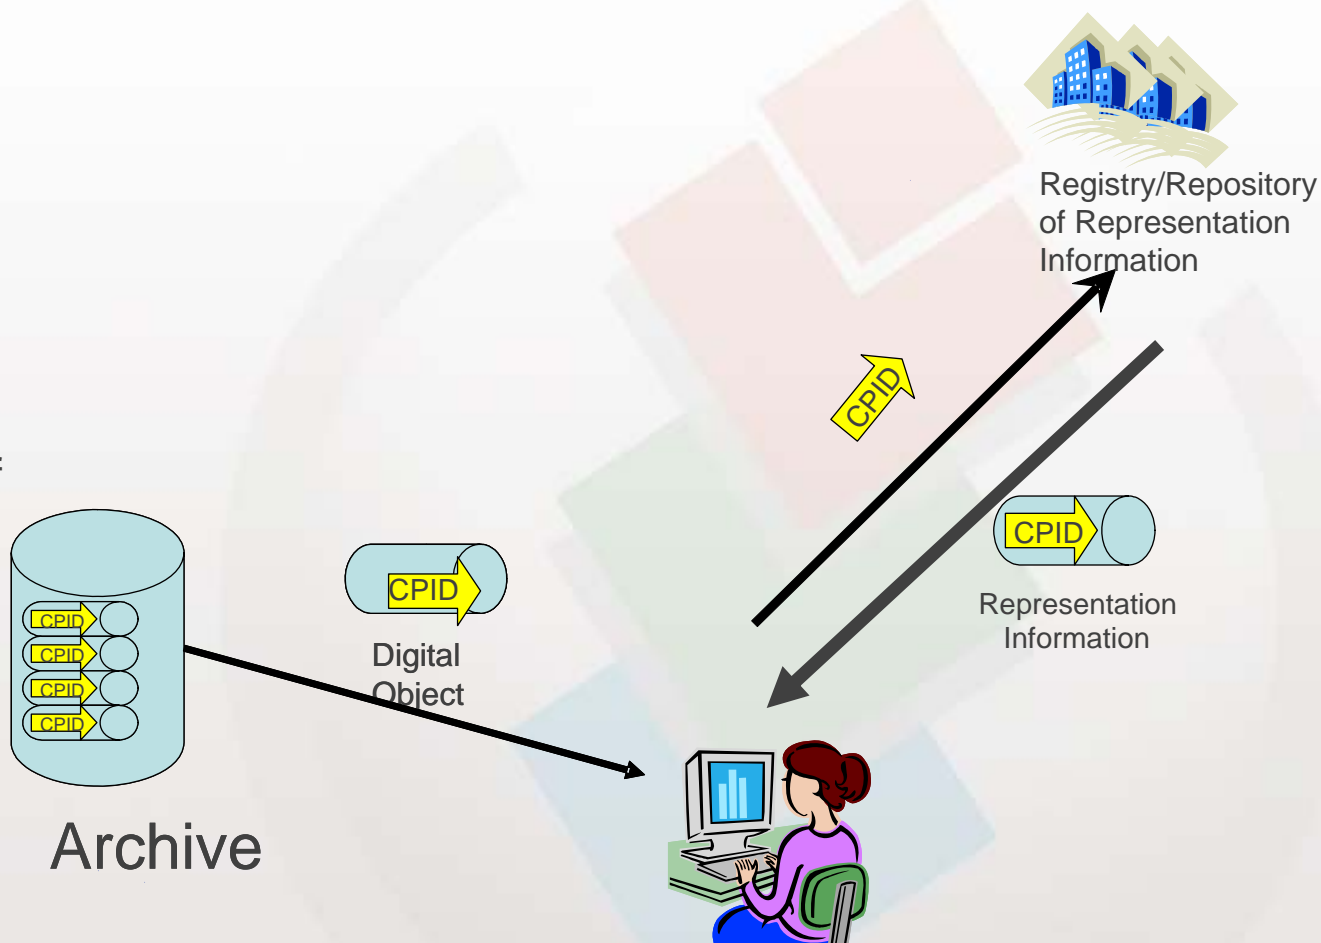 Registry/Repository
of Representation
Information
CPID
CPID
Representation
Information
CPID
Digital
Object
CPID
CPID
CPID
CPID
Archive